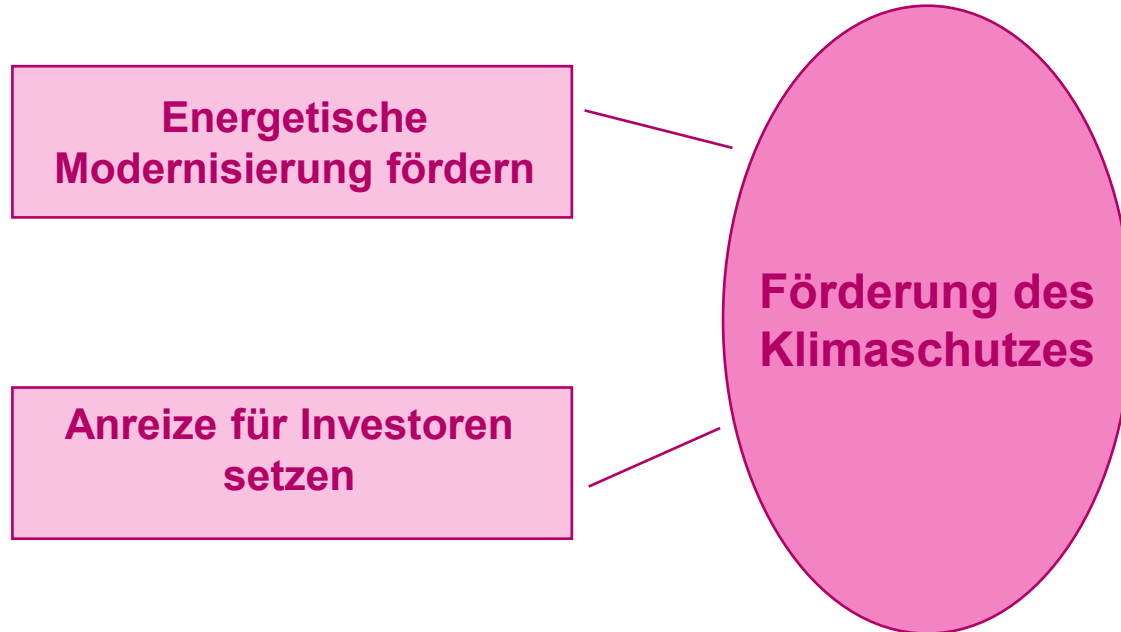 Energetische
Modernisierung fördern
Förderung des
Klimaschutzes
Anreize für Investoren
setzen